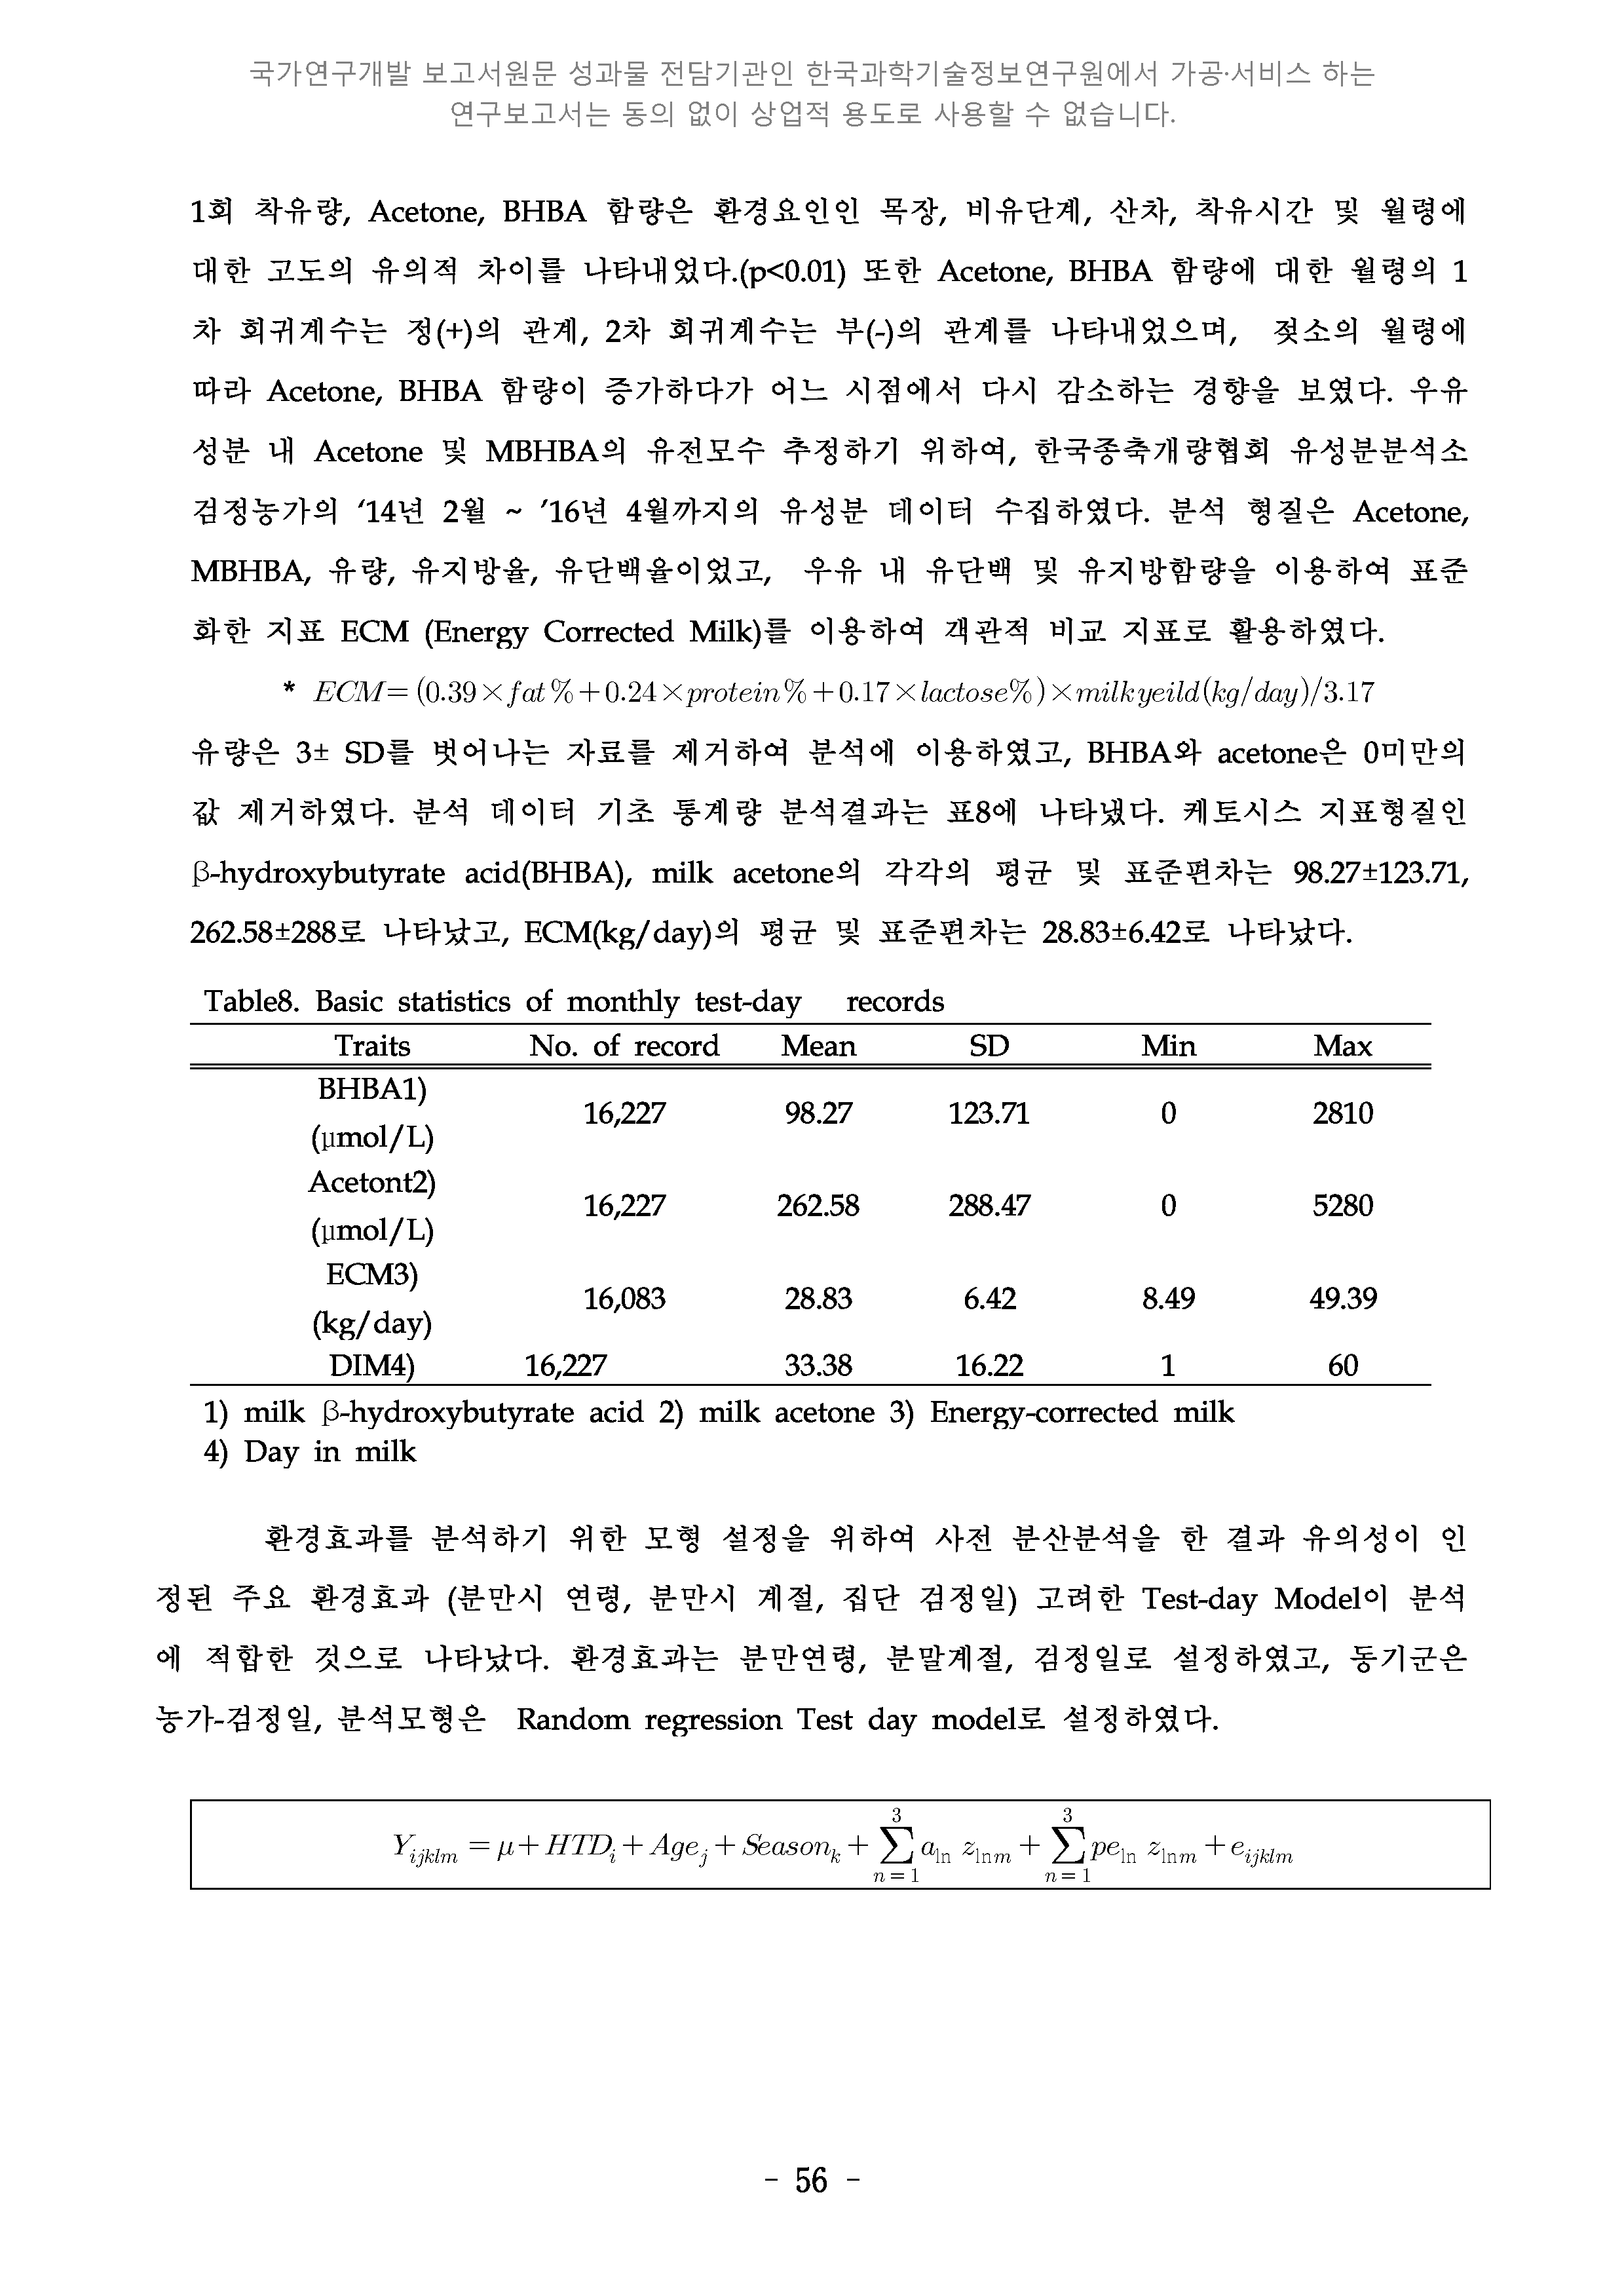 국가연구개발 보고서원문 성과물 전담기관인 한국과학기술정보연구원에서 가공·서비스 하는
연구보고서는 동의 없이 상업적 용도로 사용할 수 없습니다.
1회 착유량, Acetone, BHBA 함량은 환경요인인 목장, 비유단계, 산차, 착유시간 및 월령에
대한 고도의 유의적 차이를 나타내었다.(p<0.01) 또한 Acetone, BHBA 함량에 대한 월령의 1
차 회귀계수는 정(+)의 관계, 2차 회귀계수는 부(-)의 관계를 나타내었으며, 젖소의 월령에
따라 Acetone, BHBA 함량이 증가하다가 어느 시점에서 다시 감소하는 경향을 보였다. 우유
성분 내 Acetone 및 MBHBA의 유전모수 추정하기 위하여, 한국종축개량협회 유성분분석소
검정농가의 '14년 2월 ~ '16년 4월까지의 유성분 데이터 수집하였다. 분석 형질은 Acetone,
MBHBA, 유량, 유지방율, 유단백율이었고, 우유 내 유단백 및 유지방함량을 이용하여 표준
화한 지표 ECM (Energy Corrected Milk)를 이용하여 객관적 비교 지표로 활용하였다.
* ECM=(0.39×fat%+0.24×protein%+0.17×lactose%)×milkyeild(kg/day)/3.17
유량은 3± SD를 벗어나는 자료를 제거하여 분석에 이용하였고, BHBA와 acetone은 0미만의
값 제거하였다. 분석 데이터 기초 통계량 분석결과는 표8에 나타냈다. 케토시스 지표형질인
β-hydroxybutyrate acid(BHBA), milk acetone의 각각의 평균 및 표준편차는 98.27±123.71,
262.58±288로 나타났고, ECM(kg/day)의 평균 및 표준편차는 28.83±6.42로 나타났다.
Table8. Basic statistics of monthly test-day records
Traits No. of record Mean SD Min Max
BHBA1)
(μmol/L) 16,227 98.27 123.71 0 2810
Acetont2)
(μmol/L) 16,227 262.58 288.47 0 5280
ECM3)
(kg/day) 16,083 28.83 6.42 8.49 49.39
DIM4) 16,227 33.38 16.22 1 60
1) milk β-hydroxybutyrate acid 2) milk acetone 3) Energy-corrected milk
4) Day in milk
환경효과를 분석하기 위한 모형 설정을 위하여 사전 분산분석을 한 결과 유의성이 인
정된 주요 환경효과 (분만시 연령, 분만시 계절, 집단 검정일) 고려한 Test-day Model이 분석
에 적합한 것으로 나타났다. 환경효과는 분만연령, 분말계절, 검정일로 설정하였고, 동기군은
농가-검정일, 분석모형은 Random regression Test day model로 설정하였다.
Y_{ijklm} = μ + HTD_i + Age_j + Season_k + ∑_{n=1}^{3} a_{ln} z_{lnm} + ∑_{n=1}^{3} pe_{ln} z_{lnm} + e_{ijklm}
- 56 -